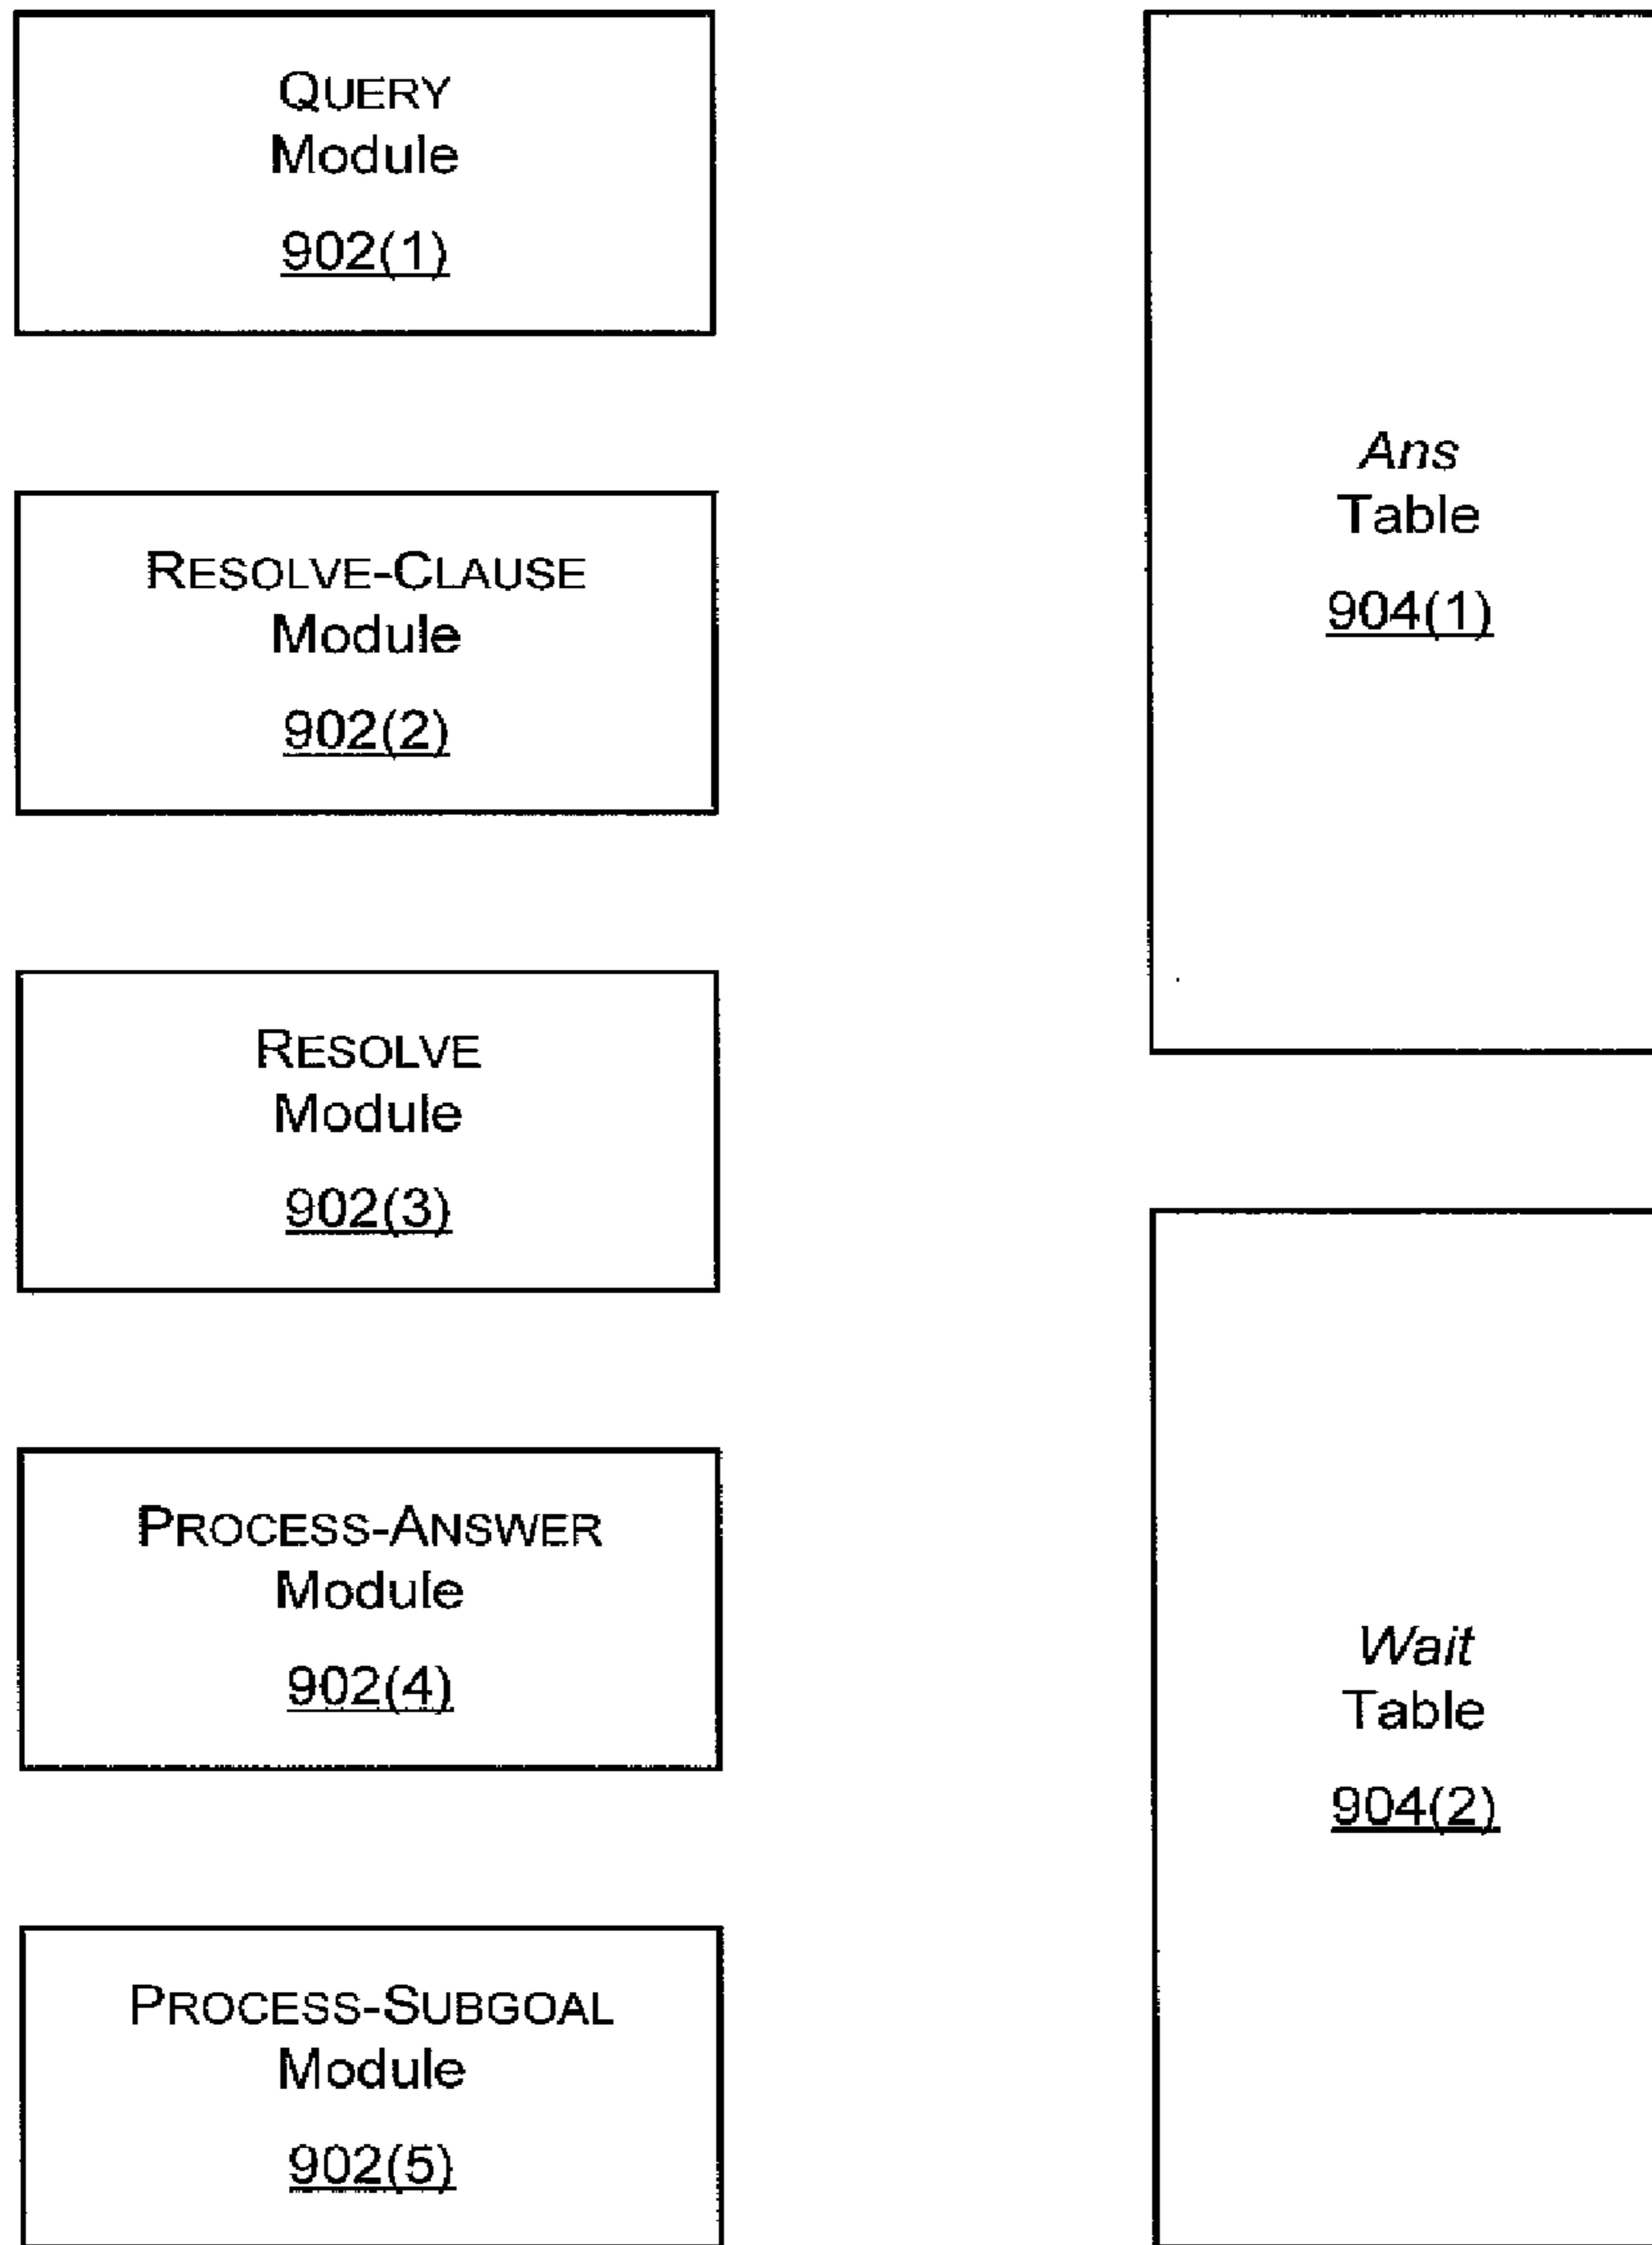 QUERY
Module
902(1)
RESOLVE-CLAUSE
Module
902(2)
RESOLVE
Module
902(3)
PROCESS-ANSWER
Module
902(4)
PROCESS-SUBGOAL
Module
902(5)
Ans
Table
904(1)
Wait
Table
904(2)